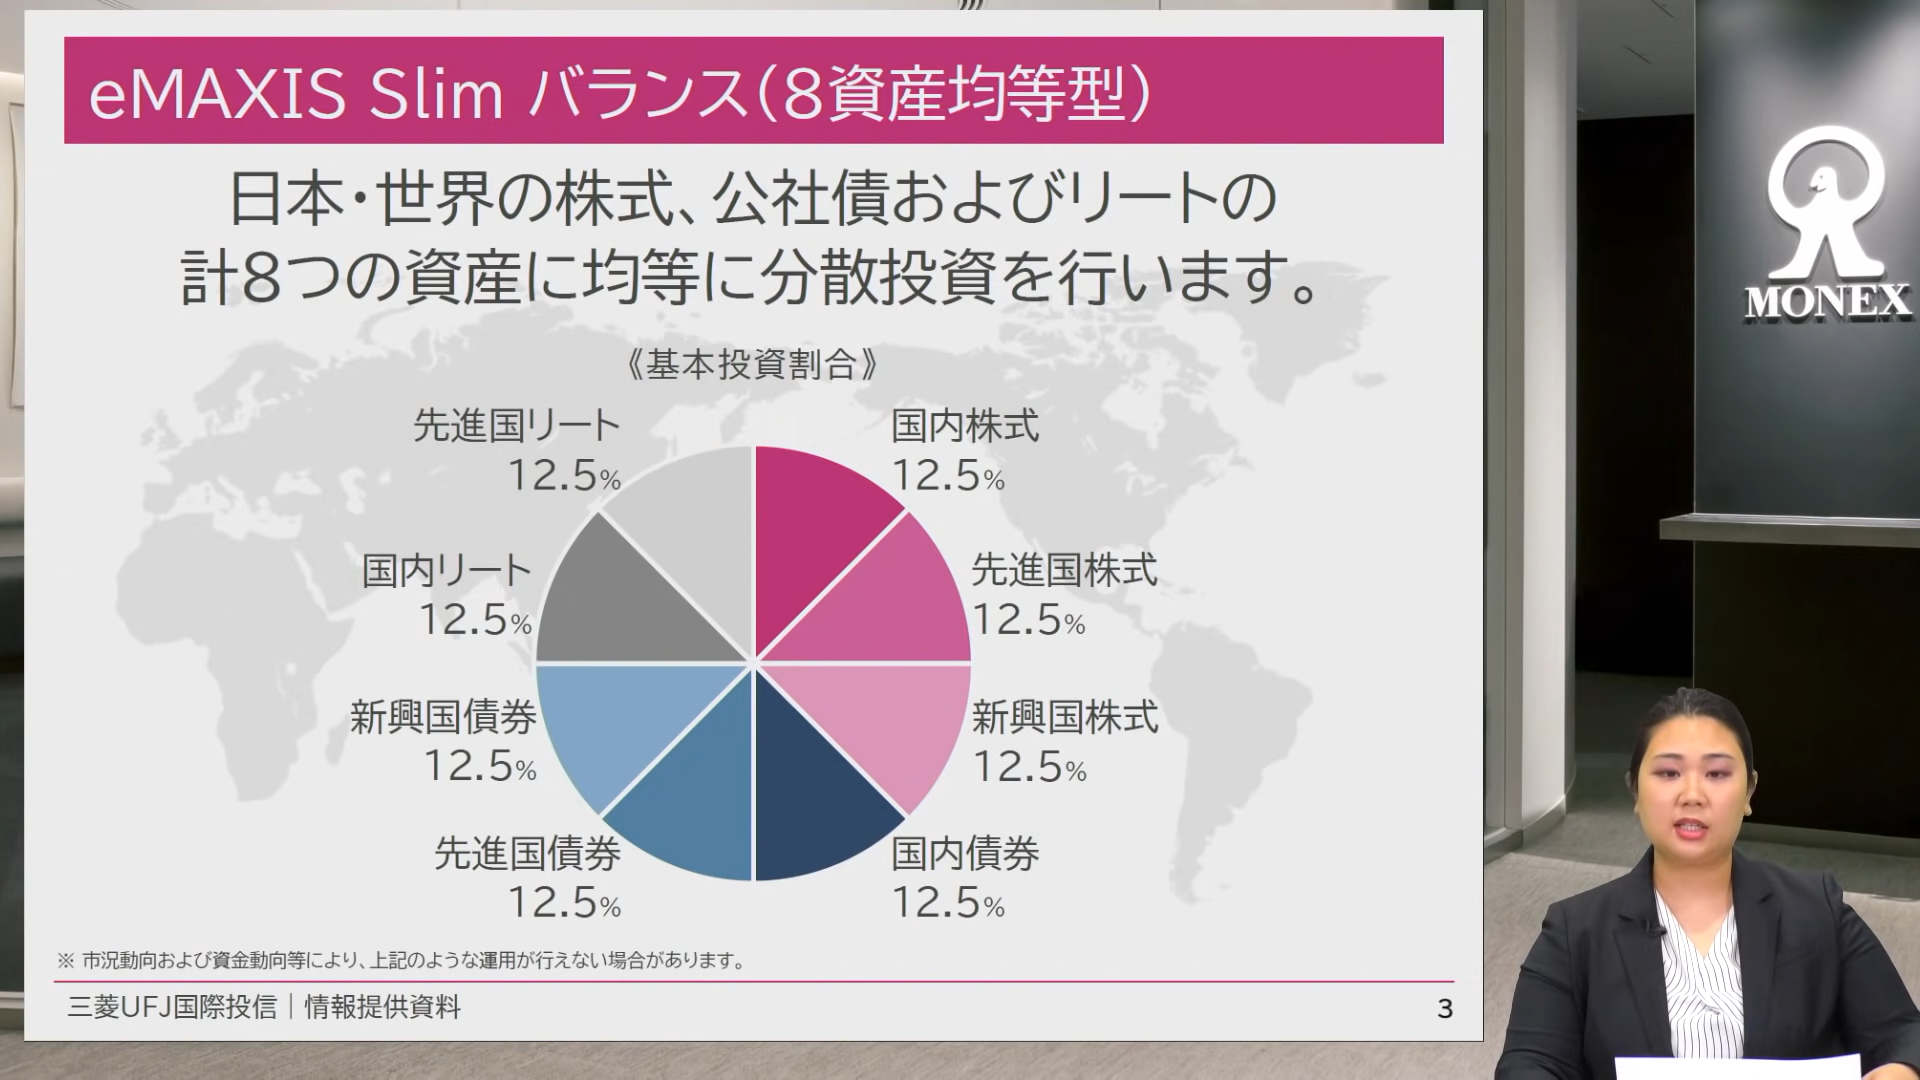 eMAXIS Slim バランス(8資産均等型)
日本・世界の株式、公社債およびリートの
計8つの資産に均等に分散投資を行います。
《基本投資割合》
先進国リート
12.5%
国内株式
12.5%
国内リート
12.5%
先進国株式
12.5%
新興国債券
12.5%
新興国株式
12.5%
先進国債券
12.5%
国内債券
12.5%
※ 市況動向および資金動向等により、上記のような運用が行えない場合があります。
三菱UFJ国際投信|情報提供資料
3
MONEX